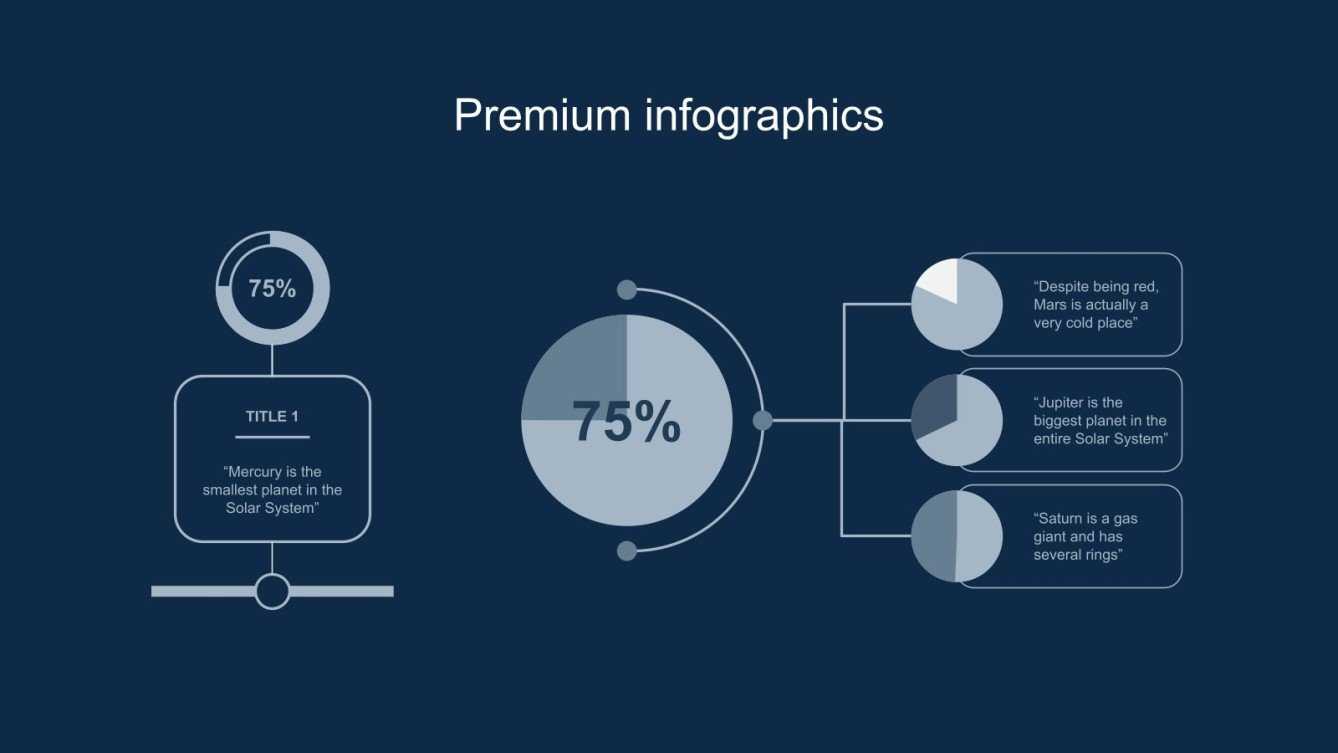 Premium infographics
75%
TITLE 1
“Mercury is the
smallest planet in the
Solar System”
75%
“Despite being red,
Mars is actually a
very cold place”
“Jupiter is the
biggest planet in the
entire Solar System”
“Saturn is a gas
giant and has
several rings”